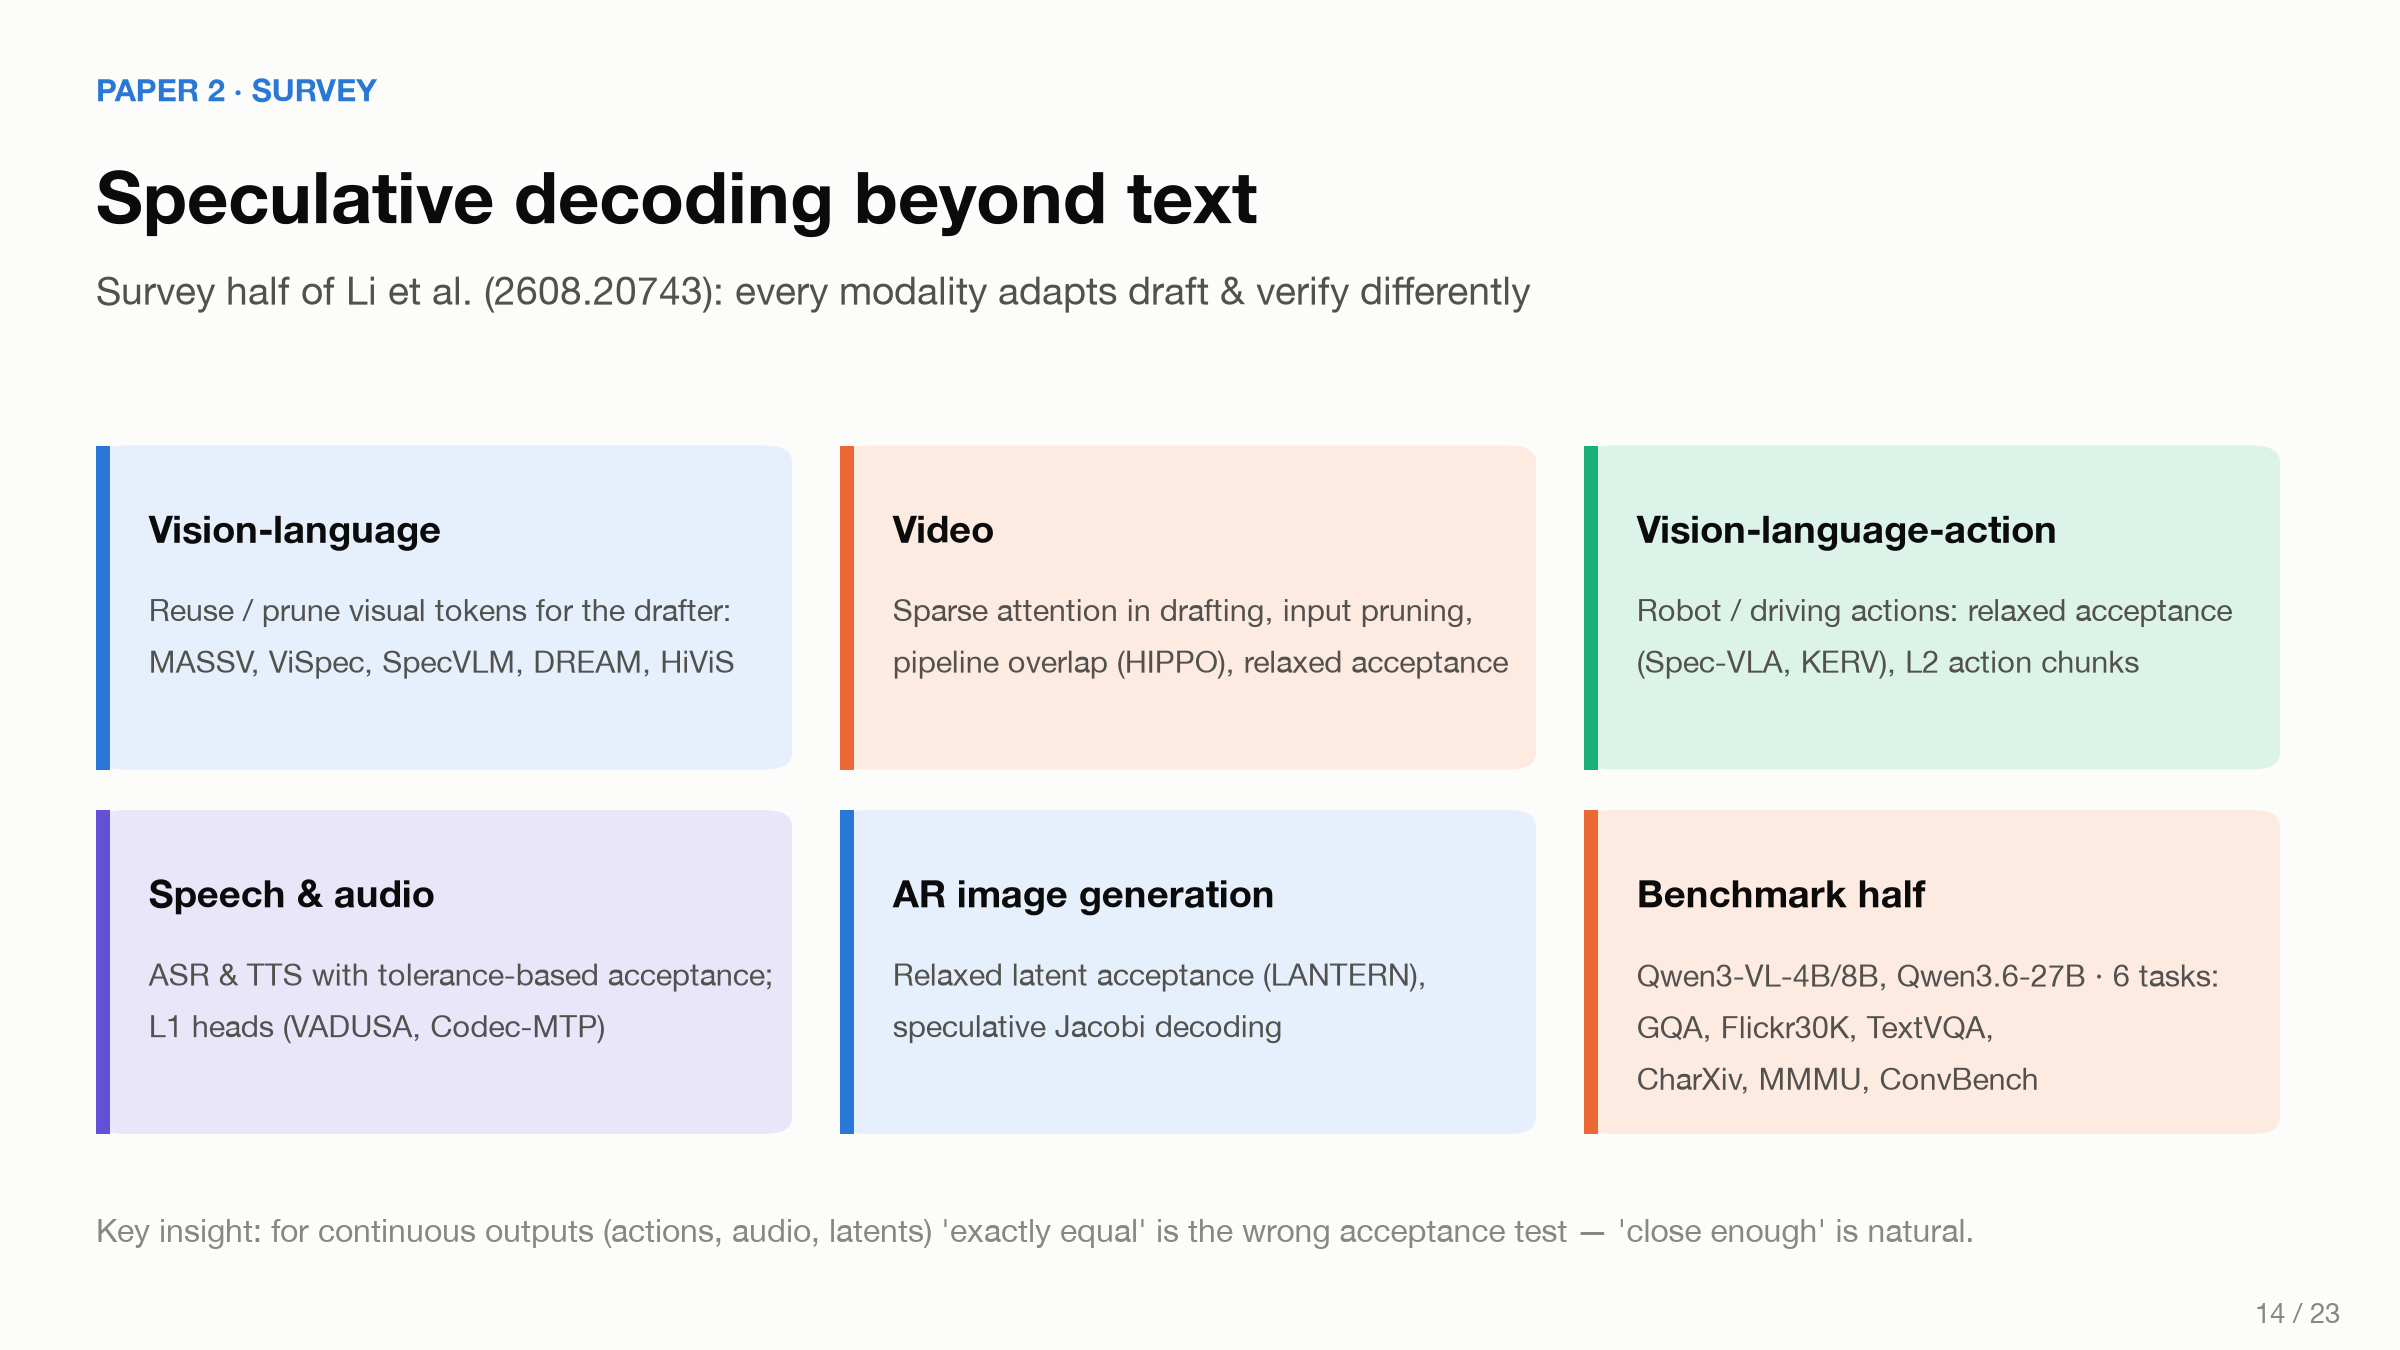 PAPER 2 · SURVEY
Speculative decoding beyond text
Survey half of Li et al. (2608.20743): every modality adapts draft & verify differently
Vision-language
Reuse / prune visual tokens for the drafter:
MASSV, ViSpec, SpecVLM, DREAM, HiViS
Video
Sparse attention in drafting, input pruning,
pipeline overlap (HIPPO), relaxed acceptance
Vision-language-action
Robot / driving actions: relaxed acceptance
(Spec-VLA, KERV), L2 action chunks
Speech & audio
ASR & TTS with tolerance-based acceptance;
L1 heads (VADUSA, Codec-MTP)
AR image generation
Relaxed latent acceptance (LANTERN),
speculative Jacobi decoding
Benchmark half
Qwen3-VL-4B/8B, Qwen3.6-27B · 6 tasks:
GQA, Flickr30K, TextVQA,
CharXiv, MMMU, ConvBench
Key insight: for continuous outputs (actions, audio, latents) 'exactly equal' is the wrong acceptance test — 'close enough' is natural.
14 / 23